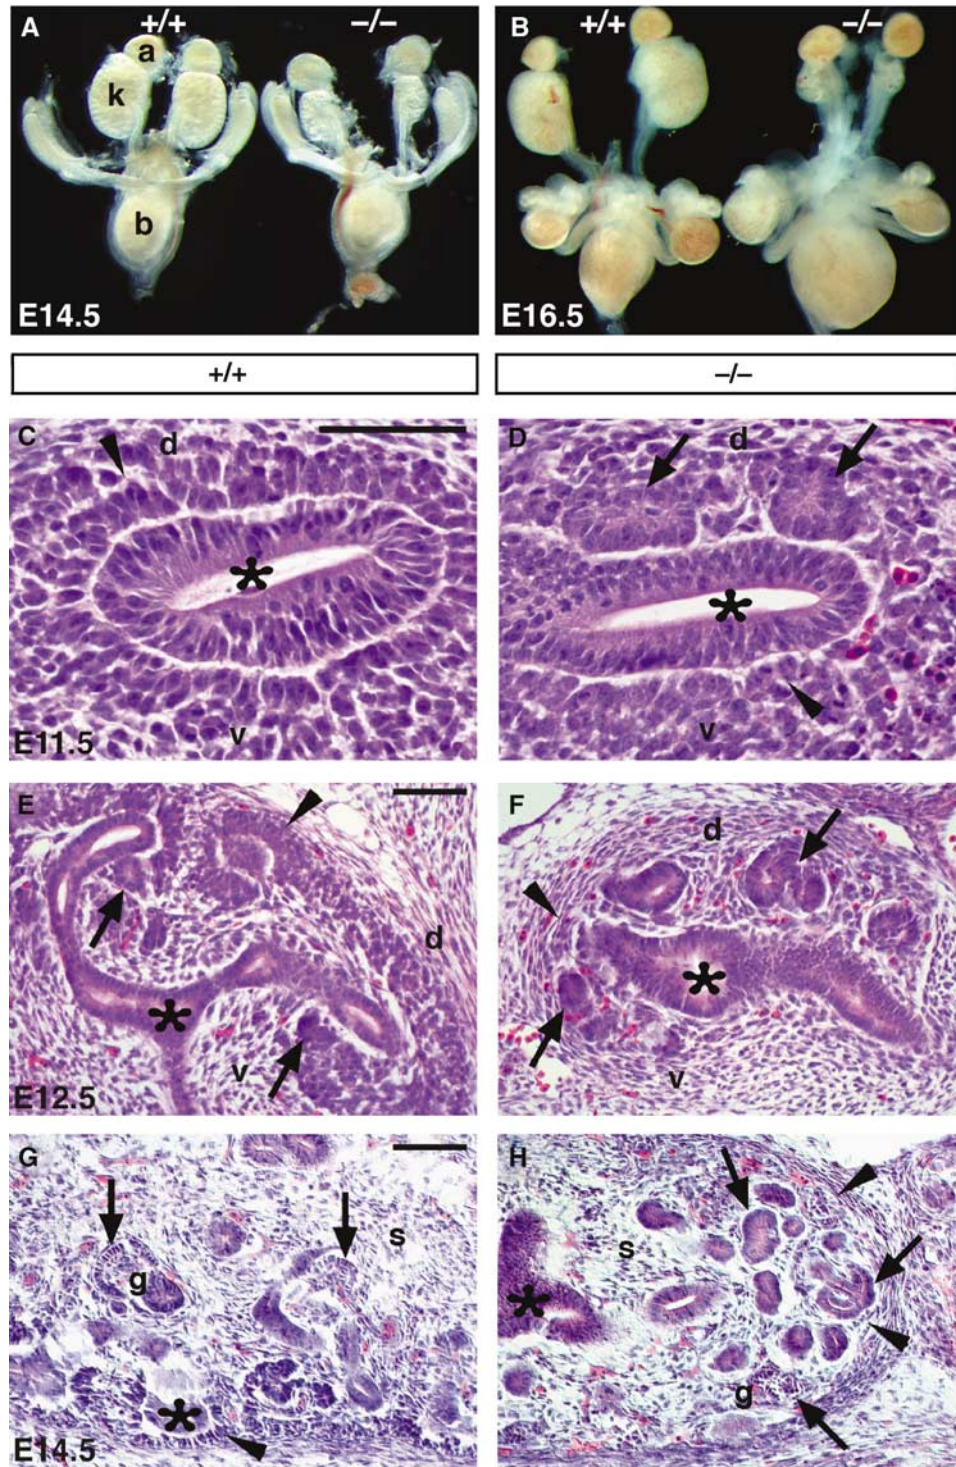 A +/+ −/−
a
k
b
E14.5
B +/+ −/−
E16.5
+/+ −/−
C d
*
v
E11.5
D d
*
v
E
d
*
v
E12.5
F d
*
v
G
s
g
*
E14.5
H
s
*
g